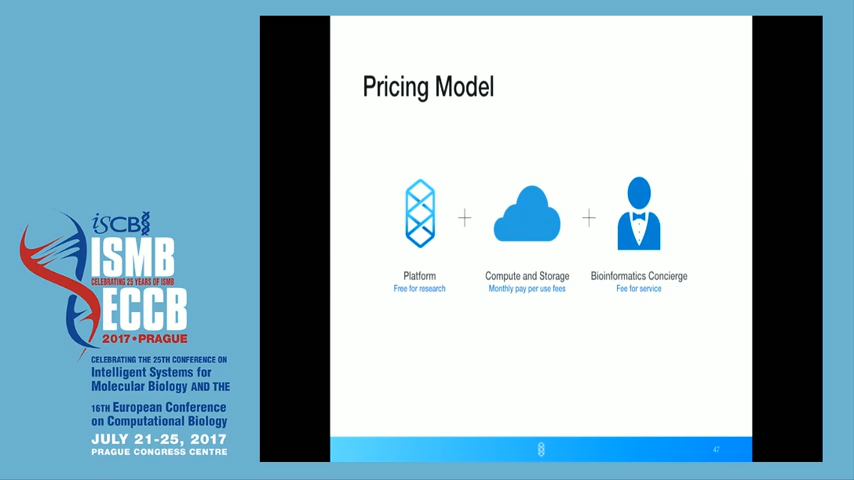 Pricing Model
Platform
Free for research
Compute and Storage
Monthly pay per use fees
Bioinformatics Concierge
Fee for service
47
isCB
ISMB
CELEBRATING 25 YEARS OF ISMB
ECCB
2017 • PRAGUE
CELEBRATING THE 25TH CONFERENCE ON
Intelligent Systems for
Molecular Biology AND THE
16TH European Conference
on Computational Biology
JULY 21-25, 2017
PRAGUE CONGRESS CENTRE